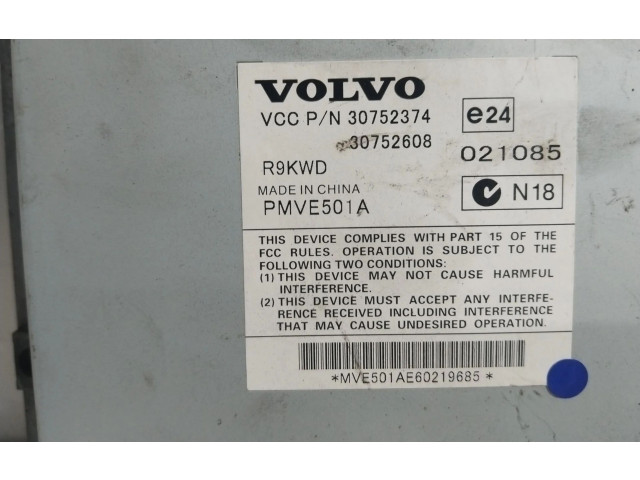 VOLVO
VCC P/N 30752374
30752608
e24
021085
R9KWD
MADE IN CHINA
PMVE501A
N18
THIS DEVICE COMPLIES WITH PART 15 OF THE
FCC RULES. OPERATION IS SUBJECT TO THE
FOLLOWING TWO CONDITIONS:
(1) THIS DEVICE MAY NOT CAUSE HARMFUL
INTERFERENCE.
(2) THIS DEVICE MUST ACCEPT ANY INTERFE-
RENCE RECEIVED INCLUDING INTERFERENCE
THAT MAY CAUSE UNDESIRED OPERATION.
*MVE501AE60219685*